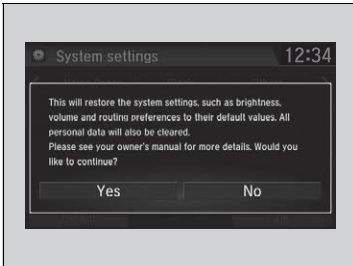 System settings
12:34
This will restore the system settings, such as brightness,
volume and routing preferences to their default values. All
personal data will also be cleared.
Please see your owner's manual for more details. Would you
like to continue?
Yes
No